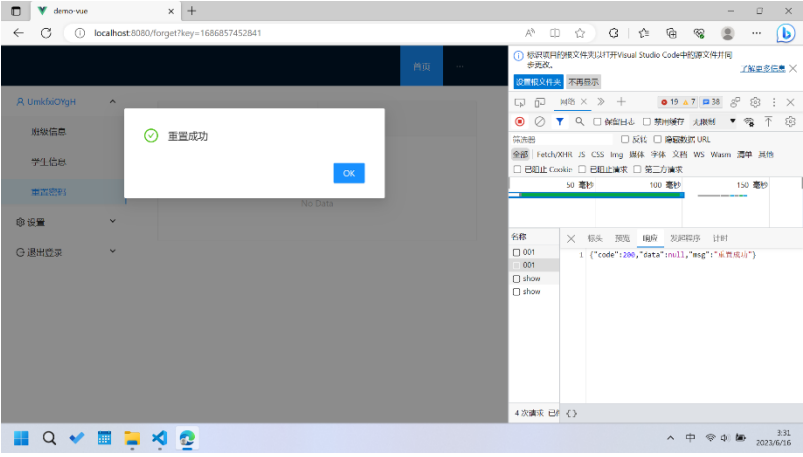 demo-vue
localhost:8080/forget?key=1686857452841
标识项目的根文件夹以打开Visual Studio Code中的源文件并同
步更改。
了解更多信息
设置根文件夹 不再显示
首页 ...
网络
19 7 38
UmkfxiOYgH
保留日志 禁用缓存 无限制
重置成功
班级信息
筛选器
反转 隐藏数据 URL
学生信息
全部 Fetch/XHR JS CSS Img 媒体 字体 文档 WS Wasm 清单 其他
已阻止 Cookie 已阻止请求 第三方请求
OK
重置密码
50 毫秒 100 毫秒 150 毫秒
No Data
设置
名称
标头 预览 响应 发起程序 计时
退出登录
001
1 {"code":200,"data":null,"msg":"重置成功"}
001
show
show
4 次请求 {}
中
3:31
2023/6/16